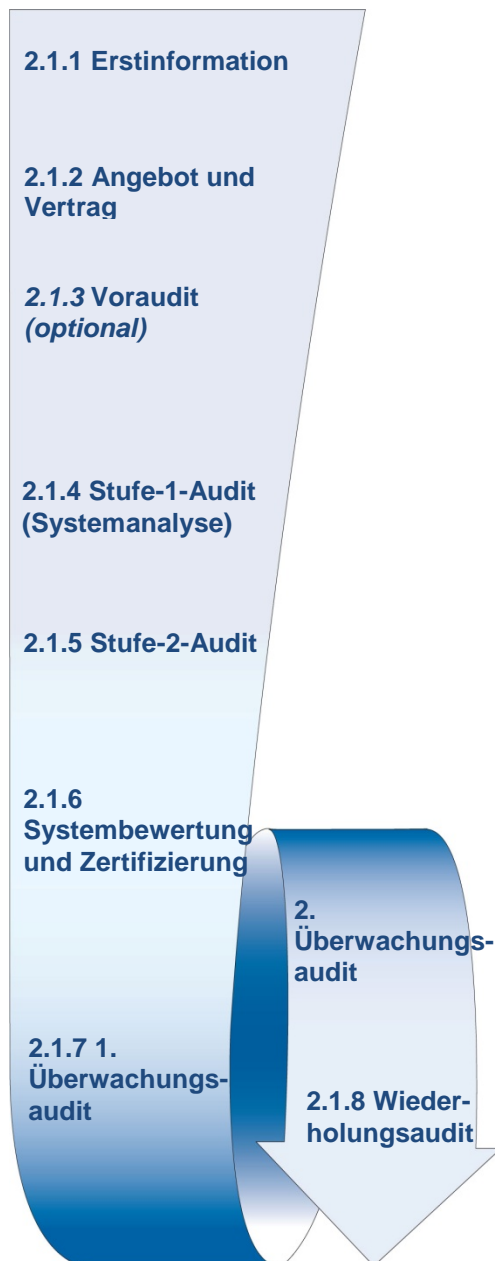 2.1.1 Erstinformation
2.1.2 Angebot und
Vertrag
2.1.3 Voraudit
(optional)
2.1.4 Stufe-1-Audit
(Systemanalyse)
2.1.5 Stufe-2-Audit
2.1.6
Systembewertung
und Zertifizierung
2.1.7 1.
Überwachungs-
audit
2.
Überwachungs-
audit
2.1.8 Wieder-
holungsaudit